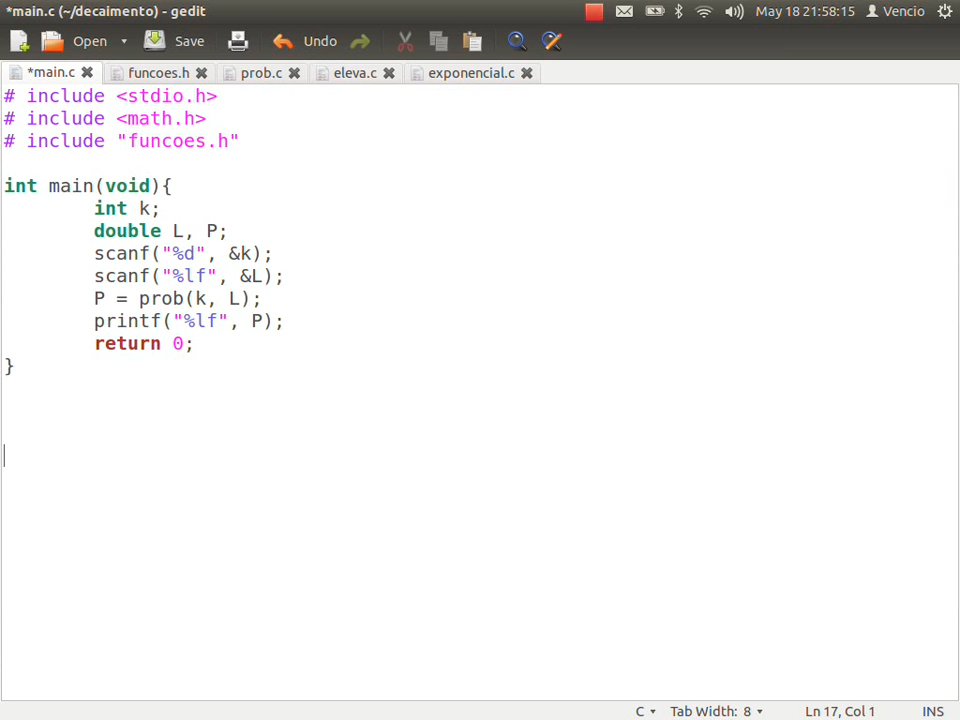 *main.c (~/decaimento) - gedit
May 18 21:58:15
Vencio
Open
Save
Undo
*main.c
funcoes.h
prob.c
eleva.c
exponencial.c
# include <stdio.h>
# include <math.h>
# include "funcoes.h"
int main(void){
int k;
double L, P;
scanf("%d", &k);
scanf("%lf", &L);
P = prob(k, L);
printf("%lf", P);
return 0;
}
C
Tab Width: 8
Ln 17, Col 1
INS